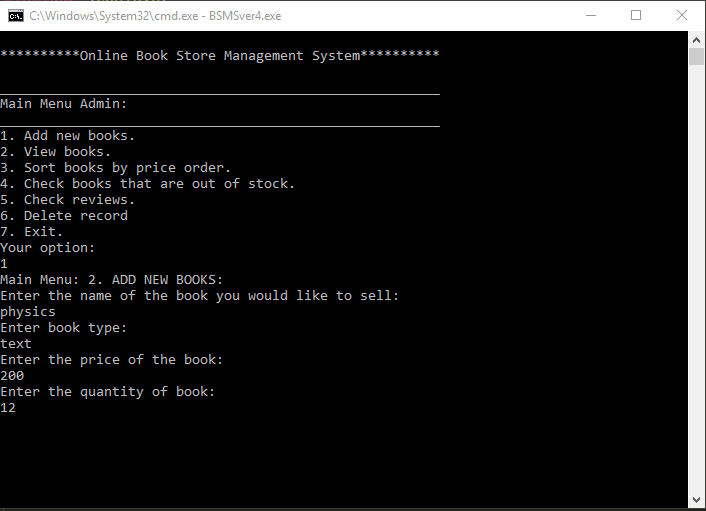 C:\Windows\System32\cmd.exe - BSMSver4.exe
**********Online Book Store Management System**********
_______________________________________________________
Main Menu Admin:
_______________________________________________________
1. Add new books.
2. View books.
3. Sort books by price order.
4. Check books that are out of stock.
5. Check reviews.
6. Delete record
7. Exit.
Your option:
1
Main Menu: 2. ADD NEW BOOKS:
Enter the name of the book you would like to sell:
physics
Enter book type:
text
Enter the price of the book:
200
Enter the quantity of book:
12